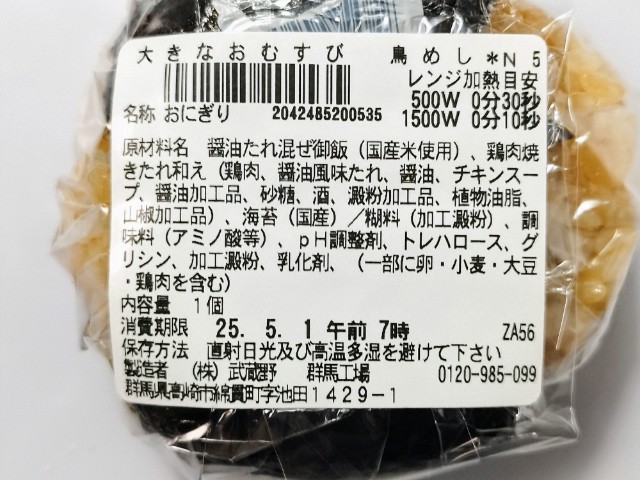 大きなおむすび 鳥めし*N 5
レンジ加熱目安
500W 0分30秒
名称 おにぎり 2042485200535 1500W 0分10秒
原材料名 醤油たれ混ぜ御飯(国産米使用)、鶏肉焼
きたれ和え(鶏肉、醤油風味たれ、醤油、チキンスー
プ、醤油加工品、砂糖、酒、澱粉加工品、植物油脂、
山椒加工品)、海苔(国産)/糊料(加工澱粉)、調
味料(アミノ酸等)、pH調整剤、トレハロース、グ
リシン、加工澱粉、乳化剤、(一部に卵・小麦・大豆
・鶏肉を含む)
内容量 1個
消費期限 25. 5. 1 午前 7時 ZA56
保存方法 直射日光及び高温多湿を避けて下さい
製造者 (株)武蔵野 群馬工場 0120-985-099
群馬県高崎市綿貫町字池田1429-1